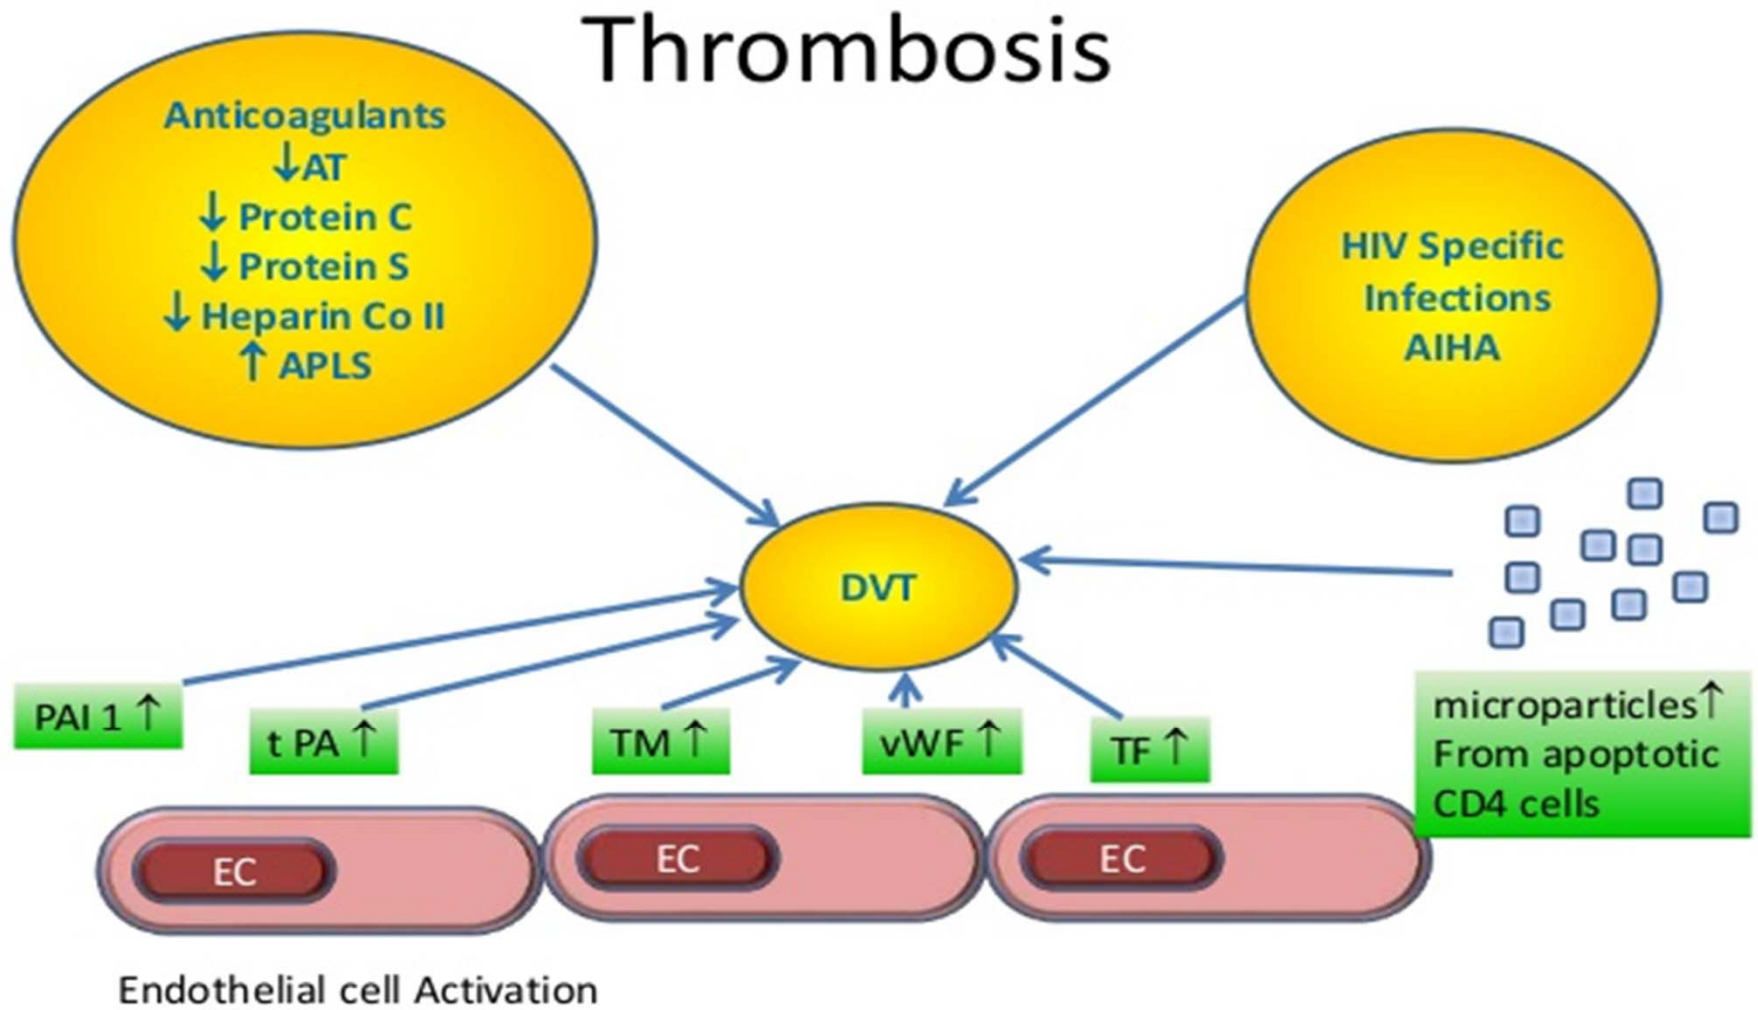 Thrombosis
Anticoagulants
↓AT
↓ Protein C
↓ Protein S
↓ Heparin Co II
↑ APLS
HIV Specific
Infections
AIHA
DVT
PAI 1 ↑
t PA ↑
TM ↑
vWF ↑
TF ↑
microparticles↑
From apoptotic
CD4 cells
EC
EC
EC
Endothelial cell Activation